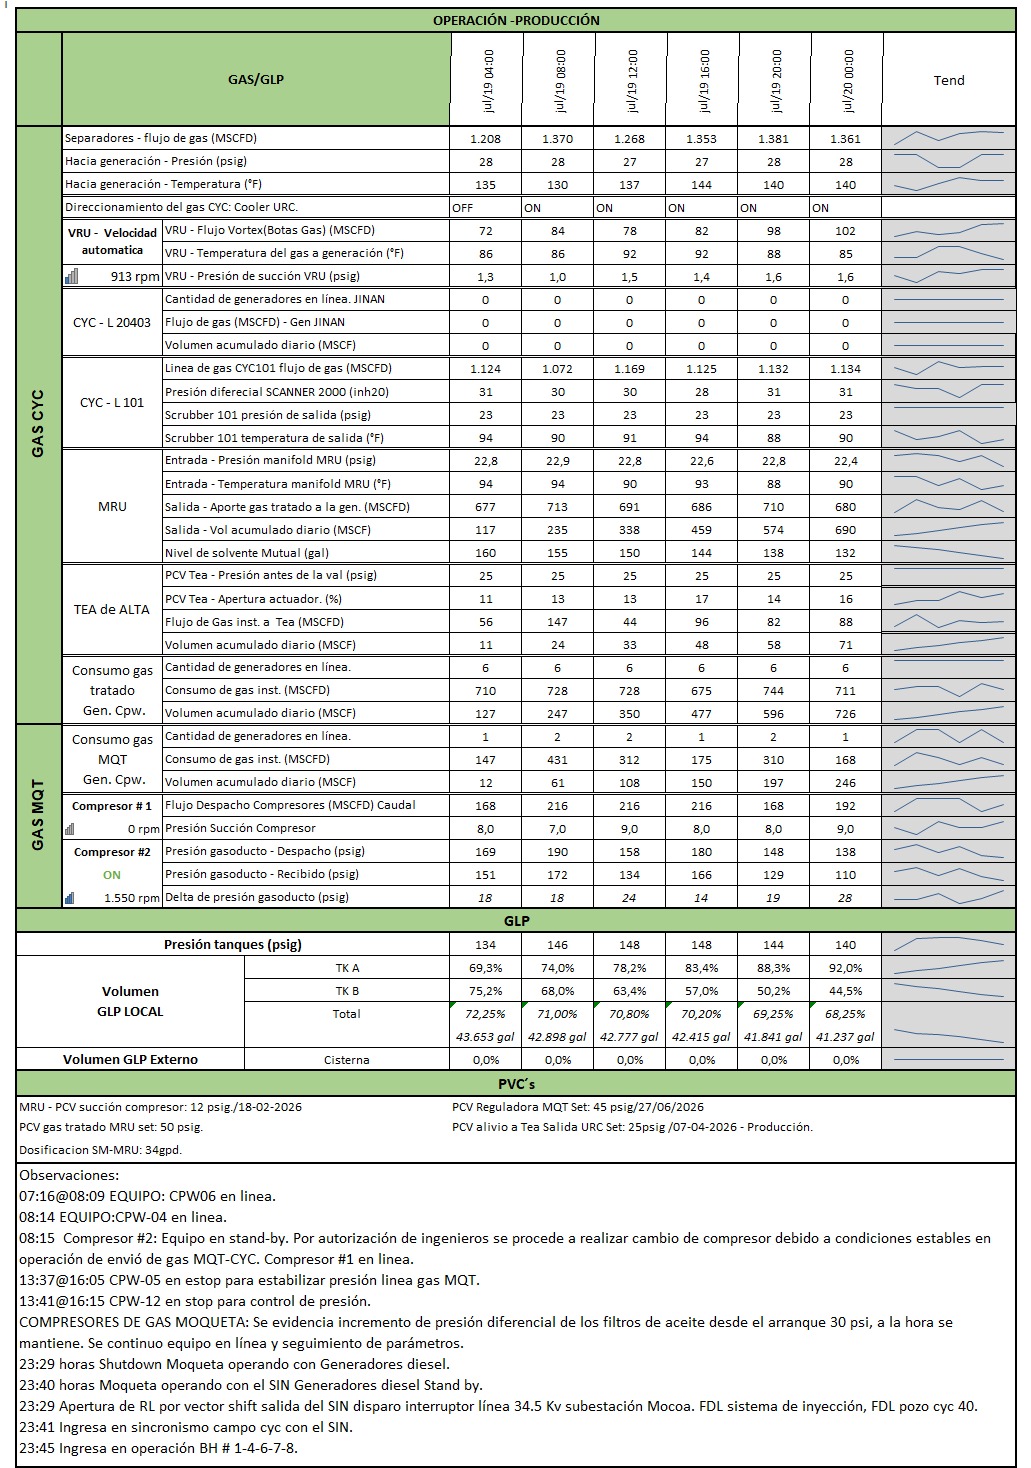 OPERACIÓN -PRODUCCIÓN
GAS/GLP jul/19 04:00 jul/19 08:00 jul/19 12:00 jul/19 16:00 jul/19 20:00 jul/20 00:00 Tend
GAS CYC
Separadores - flujo de gas (MSCFD) 1.208 1.370 1.268 1.353 1.381 1.361
Hacia generación - Presión (psig) 28 28 27 27 28 28
Hacia generación - Temperatura (°F) 135 130 137 144 140 140
Direccionamiento del gas CYC: Cooler URC. OFF ON ON ON ON ON
VRU - Velocidad automatica
VRU - Flujo Vortex(Botas Gas) (MSCFD) 72 84 78 82 98 102
VRU - Temperatura del gas a generación (°F) 86 86 92 92 88 85
913 rpm VRU - Presión de succión VRU (psig) 1,3 1,0 1,5 1,4 1,6 1,6
CYC - L 20403
Cantidad de generadores en línea. JINAN 0 0 0 0 0 0
Flujo de gas (MSCFD) - Gen JINAN 0 0 0 0 0 0
Volumen acumulado diario (MSCF) 0 0 0 0 0 0
CYC - L 101
Linea de gas CYC101 flujo de gas (MSCFD) 1.124 1.072 1.169 1.125 1.132 1.134
Presión diferecial SCANNER 2000 (inh20) 31 30 30 28 31 31
Scrubber 101 presión de salida (psig) 23 23 23 23 23 23
Scrubber 101 temperatura de salida (°F) 94 90 91 94 88 90
MRU
Entrada - Presión manifold MRU (psig) 22,8 22,9 22,8 22,6 22,8 22,4
Entrada - Temperatura manifold MRU (°F) 94 94 90 93 88 90
Salida - Aporte gas tratado a la gen. (MSCFD) 677 713 691 686 710 680
Salida - Vol acumulado diario (MSCF) 117 235 338 459 574 690
Nivel de solvente Mutual (gal) 160 155 150 144 138 132
TEA de ALTA
PCV Tea - Presión antes de la val (psig) 25 25 25 25 25 25
PCV Tea - Apertura actuador. (%) 11 13 13 17 14 16
Flujo de Gas inst. a Tea (MSCFD) 56 147 44 96 82 88
Volumen acumulado diario (MSCF) 11 24 33 48 58 71
Consumo gas tratado Gen. Cpw.
Cantidad de generadores en línea. 6 6 6 6 6 6
Consumo de gas inst. (MSCFD) 710 728 728 675 744 711
Volumen acumulado diario (MSCF) 127 247 350 477 596 726
GAS MQT
Consumo gas MQT Gen. Cpw.
Cantidad de generadores en línea. 1 2 2 1 2 1
Consumo de gas inst. (MSCFD) 147 431 312 175 310 168
Volumen acumulado diario (MSCF) 12 61 108 150 197 246
Compresor # 1 Flujo Despacho Compresores (MSCFD) Caudal 168 216 216 216 168 192
0 rpm Presión Succión Compresor 8,0 7,0 9,0 8,0 8,0 9,0
Compresor #2 Presión gasoducto - Despacho (psig) 169 190 158 180 148 138
ON Presión gasoducto - Recibido (psig) 151 172 134 166 129 110
1.550 rpm Delta de presión gasoducto (psig) 18 18 24 14 19 28
GLP
Presión tanques (psig) 134 146 148 148 144 140
Volumen GLP LOCAL
TK A 69,3% 74,0% 78,2% 83,4% 88,3% 92,0%
TK B 75,2% 68,0% 63,4% 57,0% 50,2% 44,5%
Total 72,25% 71,00% 70,80% 70,20% 69,25% 68,25%
43.653 gal 42.898 gal 42.777 gal 42.415 gal 41.841 gal 41.237 gal
Volumen GLP Externo Cisterna 0,0% 0,0% 0,0% 0,0% 0,0% 0,0%
PVC´s
MRU - PCV succión compresor: 12 psig./18-02-2026 PCV Reguladora MQT Set: 45 psig/27/06/2026
PCV gas tratado MRU set: 50 psig. PCV alivio a Tea Salida URC Set: 25psig /07-04-2026 - Producción.
Dosificacion SM-MRU: 34gpd.
Observaciones:
07:16@08:09 EQUIPO: CPW06 en linea.
08:14 EQUIPO:CPW-04 en linea.
08:15 Compresor #2: Equipo en stand-by. Por autorización de ingenieros se procede a realizar cambio de compresor debido a condiciones estables en
operación de envió de gas MQT-CYC. Compresor #1 en linea.
13:37@16:05 CPW-05 en estop para estabilizar presión linea gas MQT.
13:41@16:15 CPW-12 en stop para control de presión.
COMPRESORES DE GAS MOQUETA: Se evidencia incremento de presión diferencial de los filtros de aceite desde el arranque 30 psi, a la hora se
mantiene. Se continuo equipo en línea y seguimiento de parámetros.
23:29 horas Shutdown Moqueta operando con Generadores diesel.
23:40 horas Moqueta operando con el SIN Generadores diesel Stand by.
23:29 Apertura de RL por vector shift salida del SIN disparo interruptor línea 34.5 Kv subestación Mocoa. FDL sistema de inyección, FDL pozo cyc 40.
23:41 Ingresa en sincronismo campo cyc con el SIN.
23:45 Ingresa en operación BH # 1-4-6-7-8.